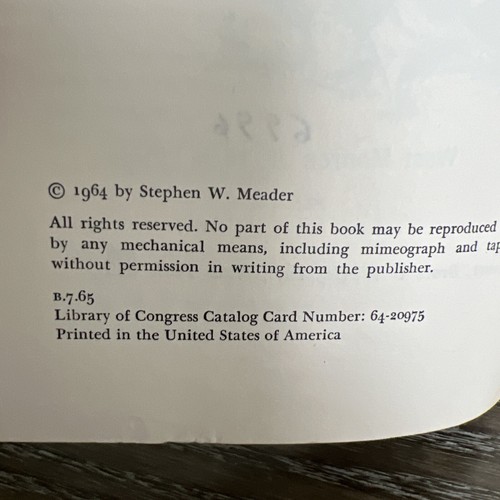 © 1964 by Stephen W. Meader
All rights reserved. No part of this book may be reproduced
by any mechanical means, including mimeograph and
without permission in writing from the publisher.
B.7.65
Library of Congress Catalog Card Number: 64-20975
Printed in the United States of America